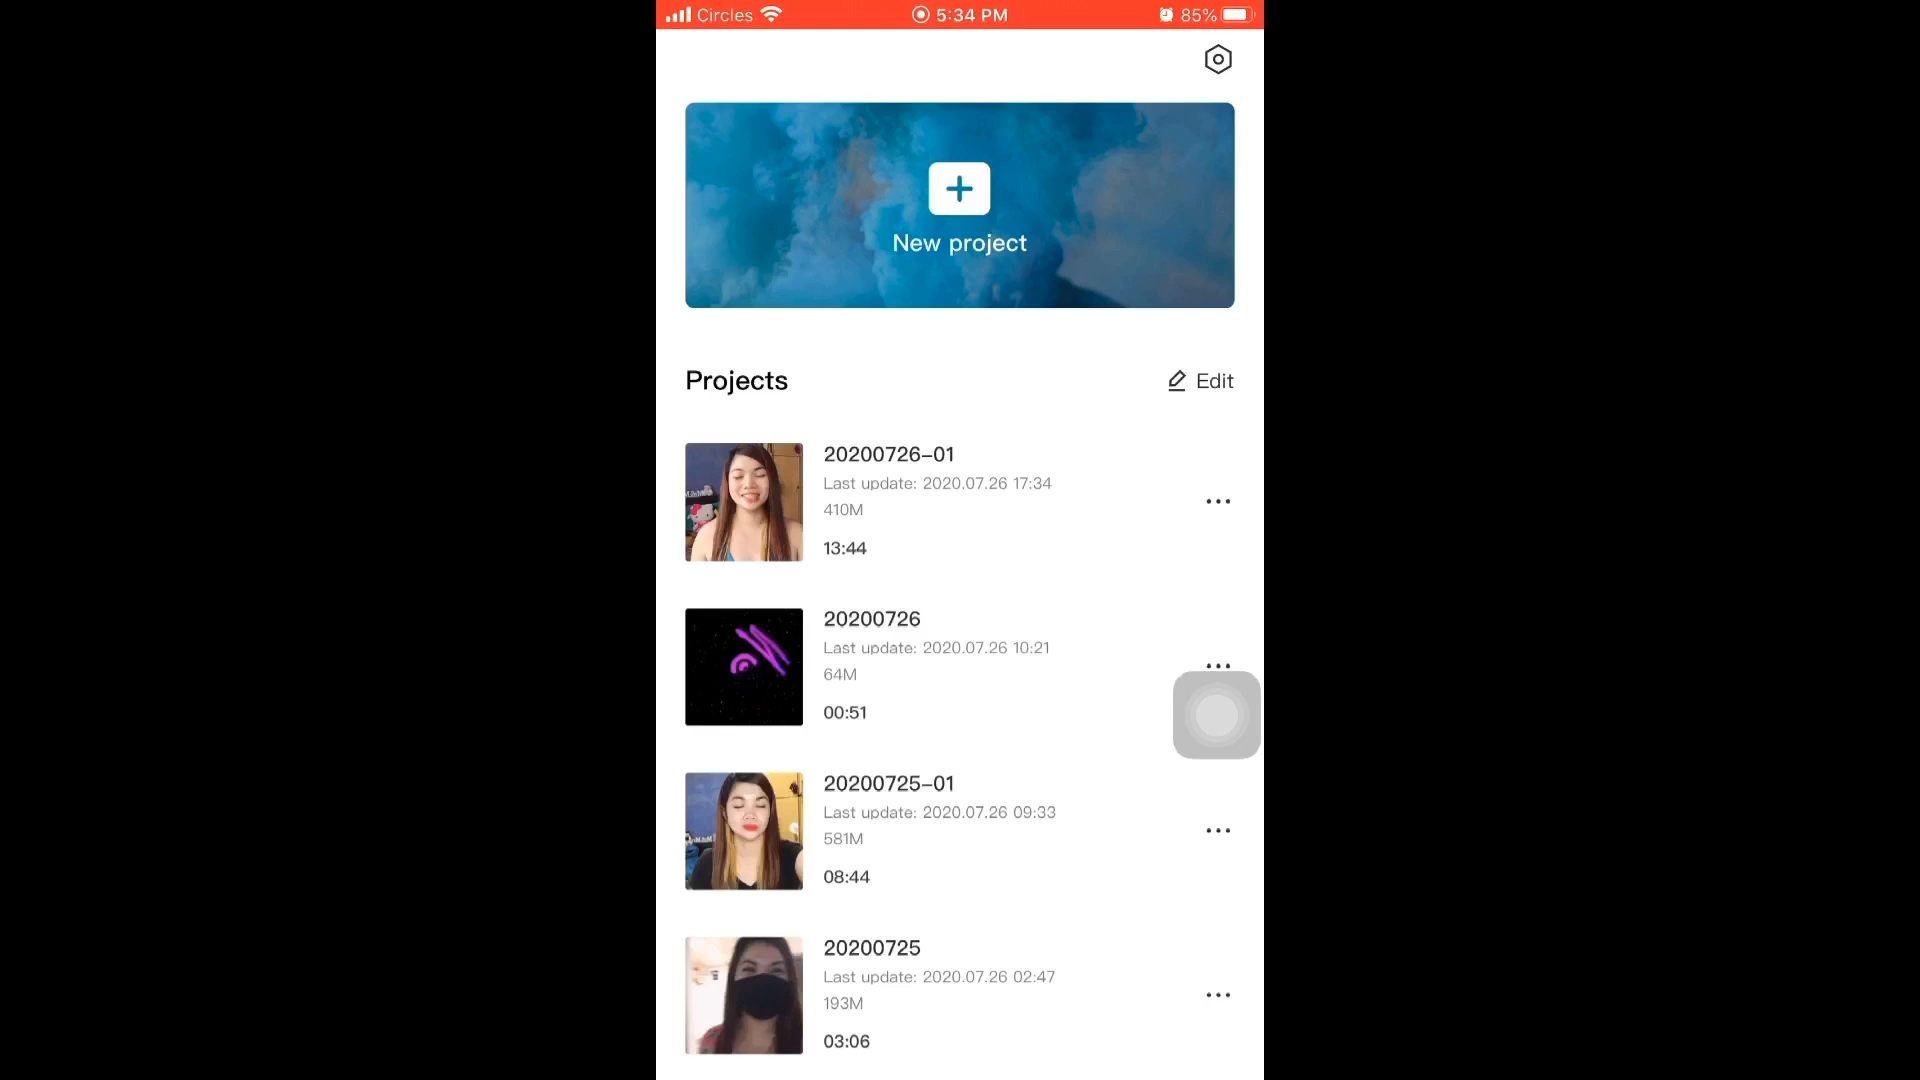 Circles 5:34 PM 85%
New project
Projects
Edit
20200726-01
Last update: 2020.07.26 17:34
410M
13:44
20200726
Last update: 2020.07.26 10:21
64M
00:51
20200725-01
Last update: 2020.07.26 09:33
581M
08:44
20200725
Last update: 2020.07.26 02:47
193M
03:06